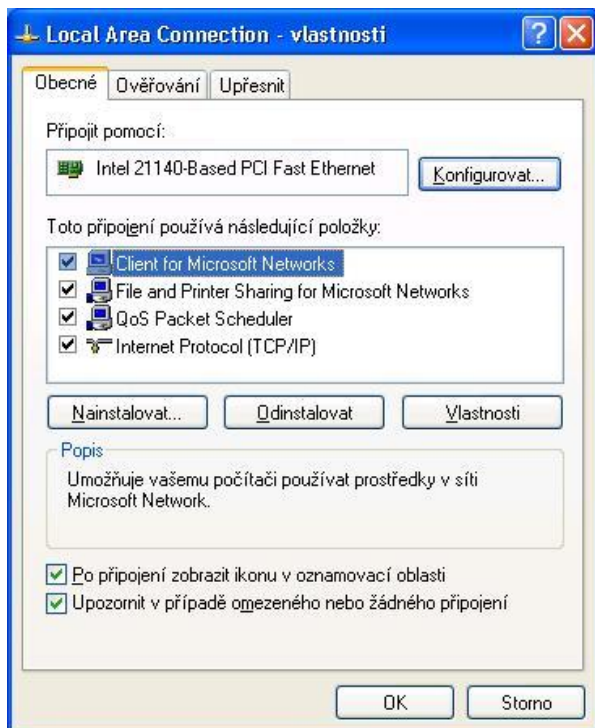 Local Area Connection - vlastnosti
Obecné Ověřování Upřesnit
Připojit pomocí:
Intel 21140-Based PCI Fast Ethernet
Konfigurovat...
Toto připojení používá následující položky:
Client for Microsoft Networks
File and Printer Sharing for Microsoft Networks
QoS Packet Scheduler
Internet Protocol (TCP/IP)
Nainstalovat... Odinstalovat Vlastnosti
Popis
Umožňuje vašemu počítači používat prostředky v síti
Microsoft Network.
Po připojení zobrazit ikonu v oznamovací oblasti
Upozornit v případě omezeného nebo žádného připojení
OK Storno